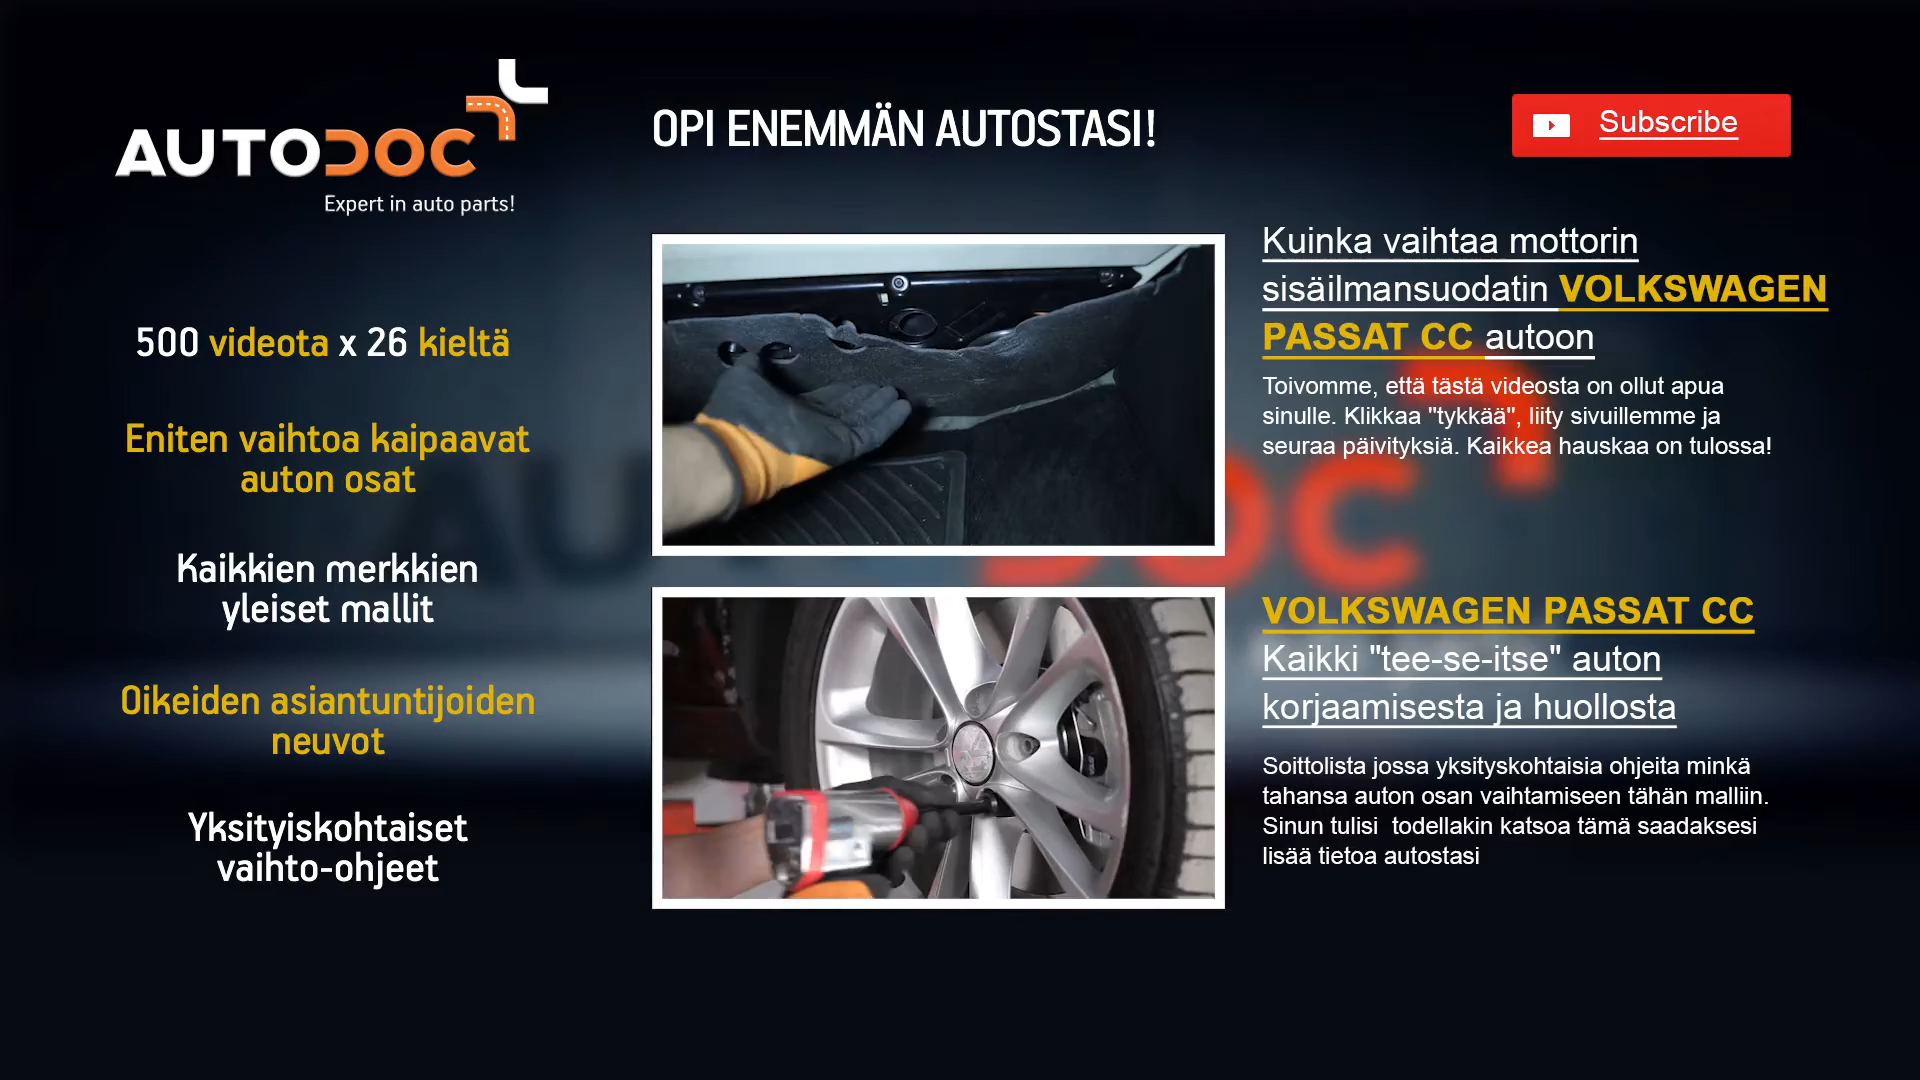 AUTODOC
Expert in auto parts!
OPI ENEMMÄN AUTOSTASI!
Subscribe
500 videota x 26 kieltä
Eniten vaihtoa kaipaavat
auton osat
Kaikkien merkkien
yleiset mallit
Oikeiden asiantuntijoiden
neuvot
Yksityiskohtaiset
vaihto-ohjeet
Kuinka vaihtaa mottorin
sisäilmansuodatin VOLKSWAGEN
PASSAT CC autoon
Toivomme, että tästä videosta on ollut apua
sinulle. Klikkaa "tykkää", liity sivuillemme ja
seuraa päivityksiä. Kaikkea hauskaa on tulossa!
VOLKSWAGEN PASSAT CC
Kaikki "tee-se-itse" auton
korjaamisesta ja huollosta
Soittolista jossa yksityskohtaisia ohjeita minkä
tahansa auton osan vaihtamiseen tähän malliin.
Sinun tulisi  todellakin katsoa tämä saadaksesi
lisää tietoa autostasi